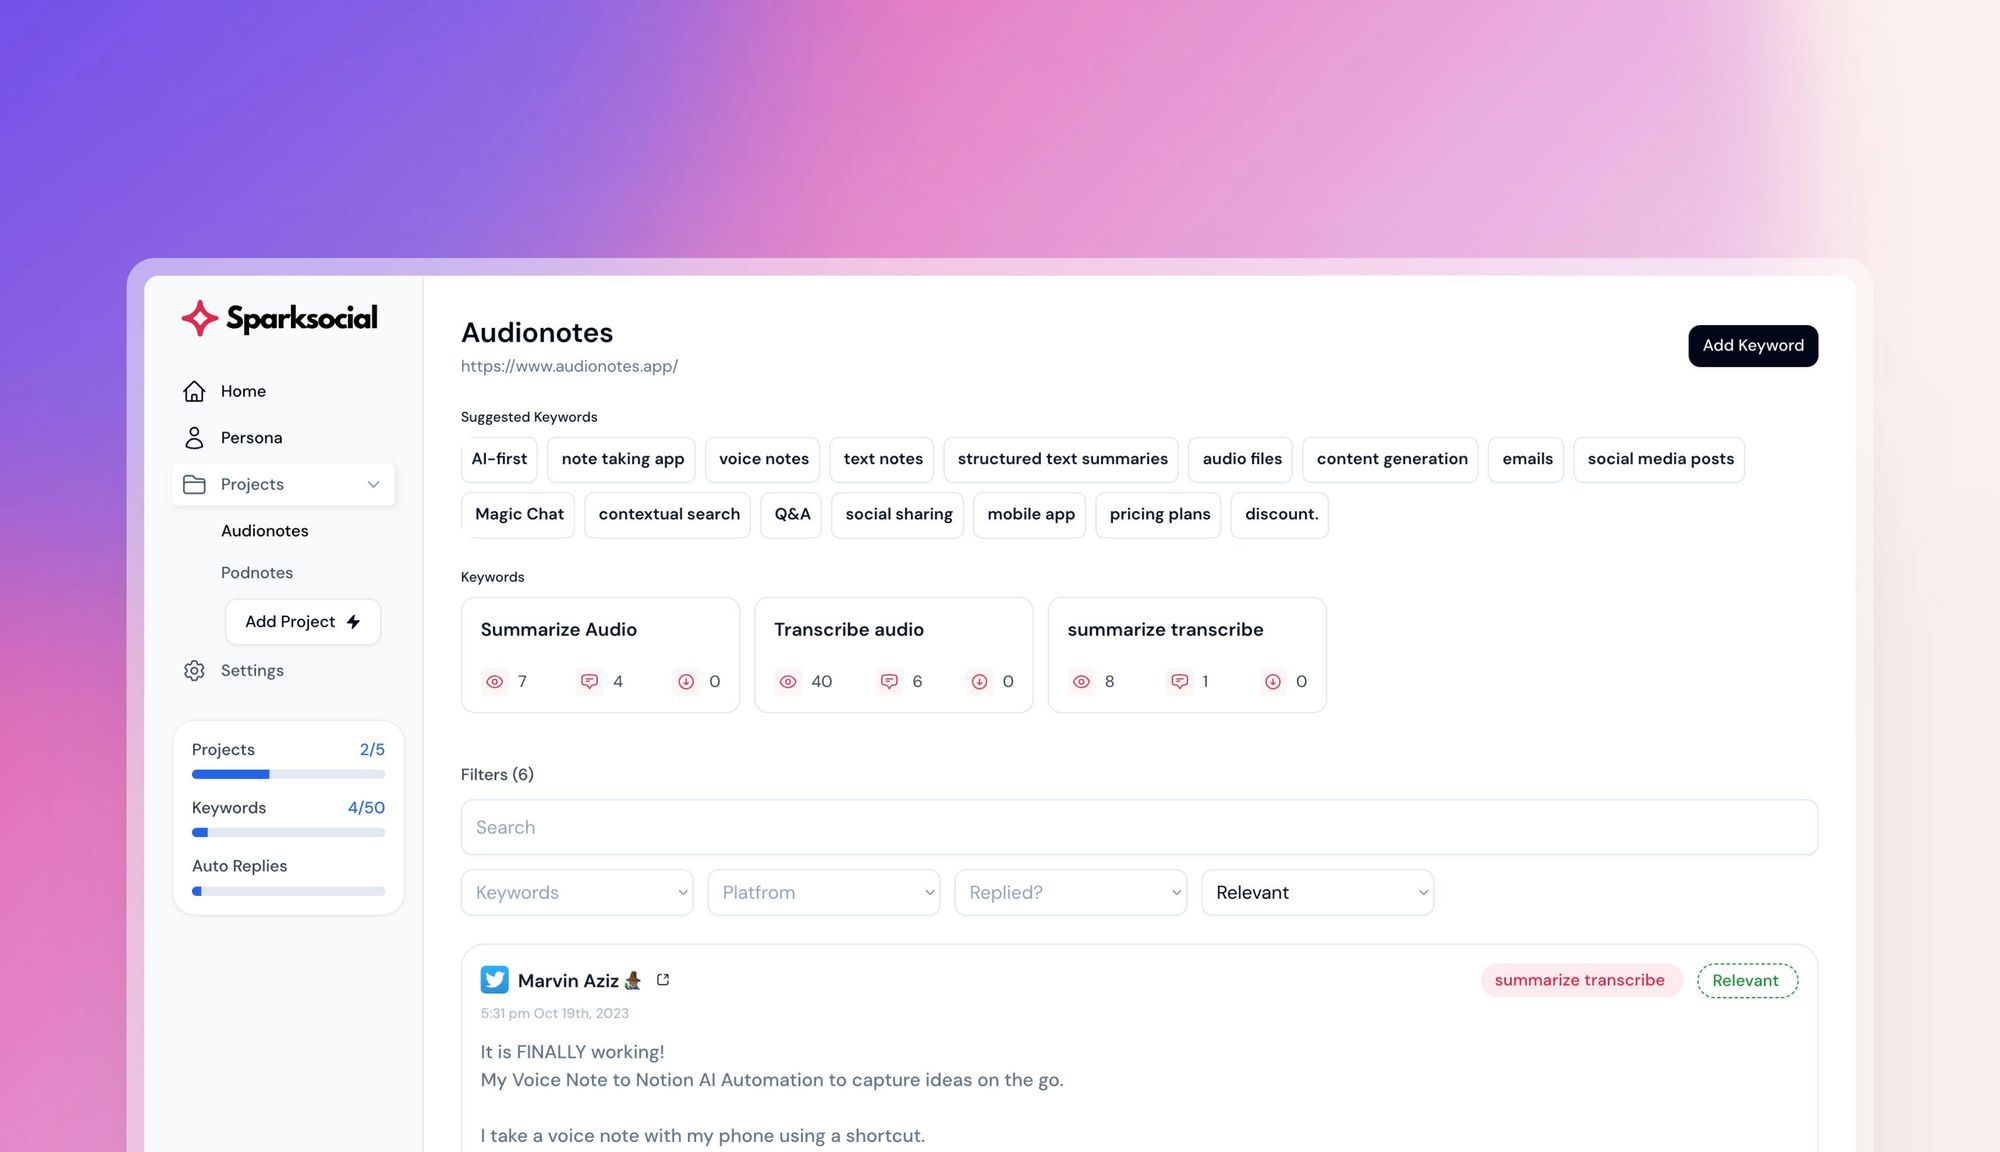 Sparksocial
Home
Persona
Projects
Audionotes
Podnotes
Add Project
Settings
Projects 2/5
Keywords 4/50
Auto Replies
Audionotes
https://www.audionotes.app/
Add Keyword
Suggested Keywords
AI-first note taking app voice notes text notes structured text summaries audio files content generation emails social media posts
Magic Chat contextual search Q&A social sharing mobile app pricing plans discount.
Keywords
Summarize Audio
7 4 0
Transcribe audio
40 6 0
summarize transcribe
8 1 0
Filters (6)
Search
Keywords Platfrom Replied? Relevant
Marvin Aziz
summarize transcribe Relevant
5:31 pm Oct 19th, 2023
It is FINALLY working!
My Voice Note to Notion AI Automation to capture ideas on the go.
I take a voice note with my phone using a shortcut.